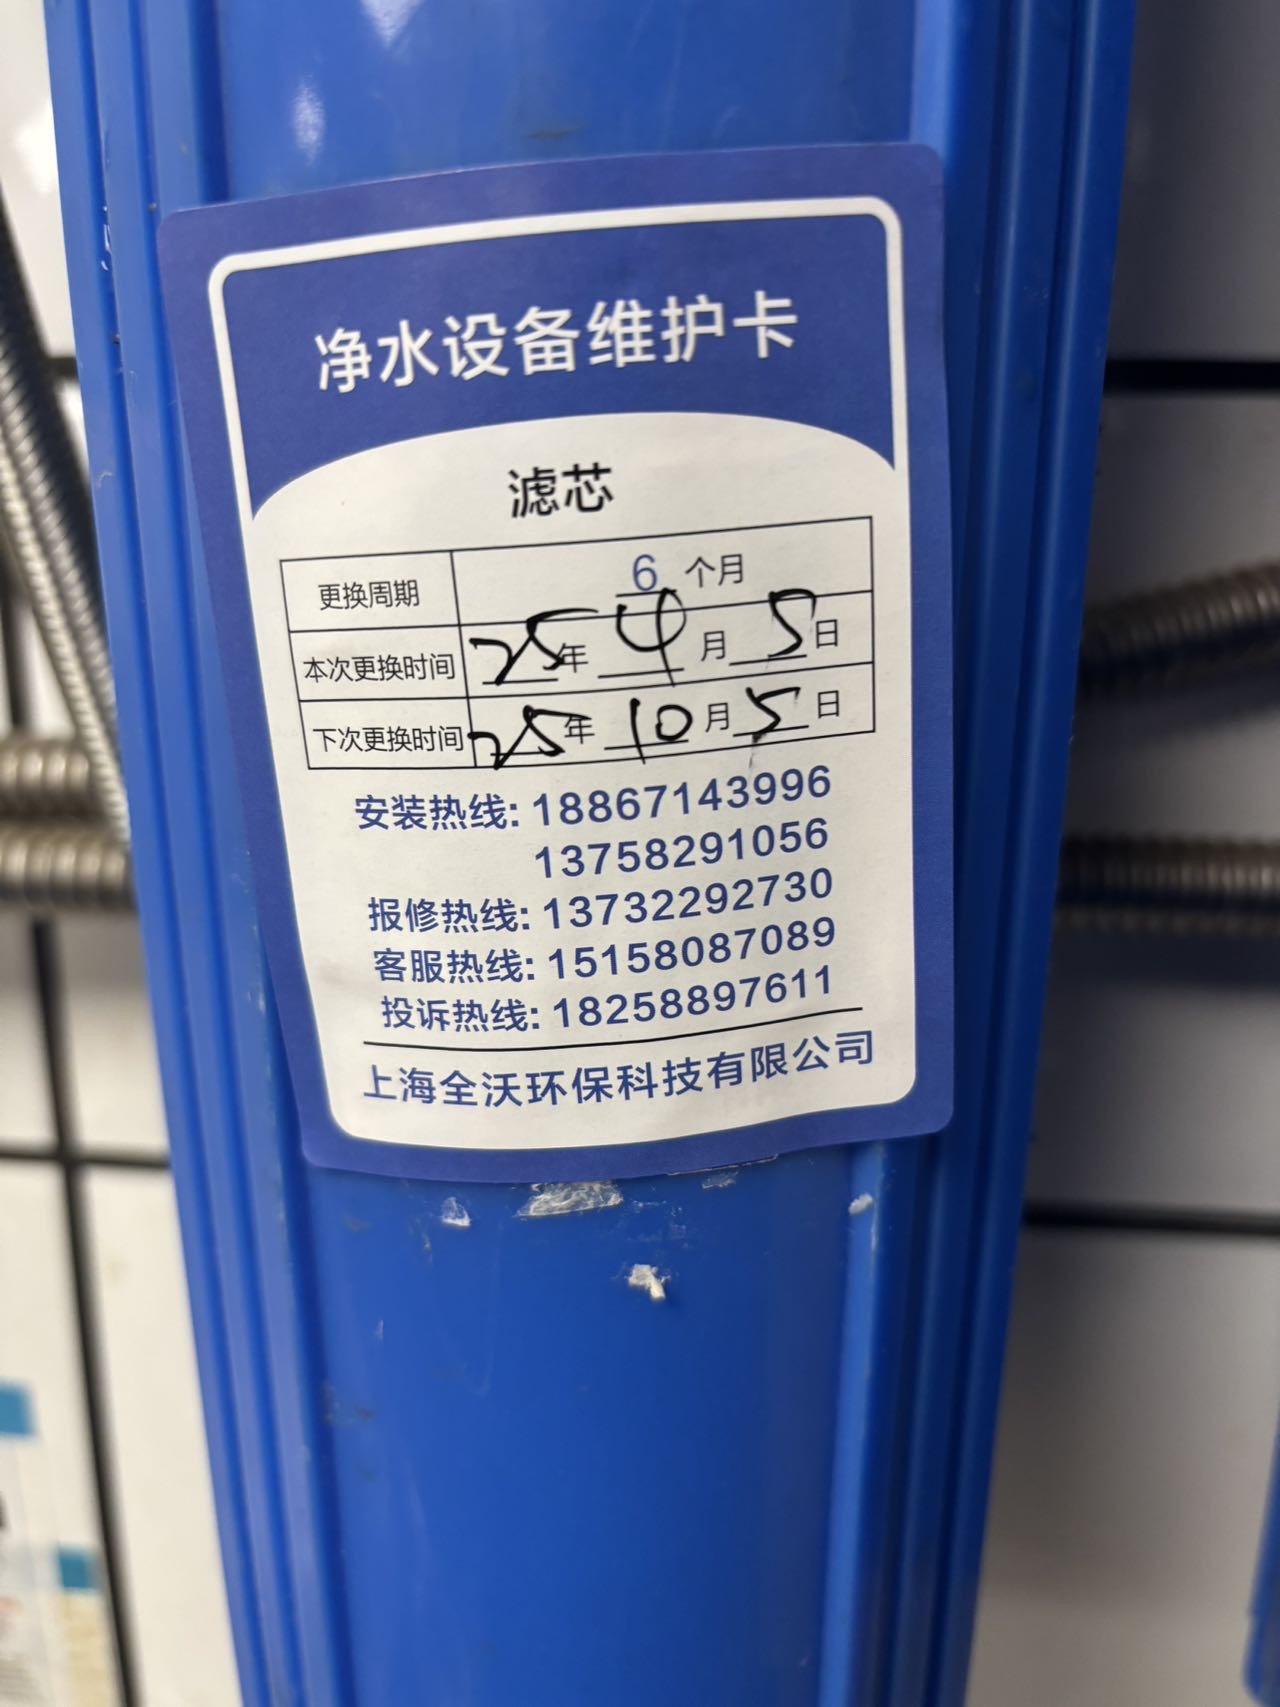 净水设备维护卡
滤芯
更换周期 6 个月
本次更换时间 25年 4月 5日
下次更换时间 25年 10月 5日
安装热线: 18867143996
13758291056
报修热线: 13732292730
客服热线: 15158087089
投诉热线: 18258897611
上海全沃环保科技有限公司